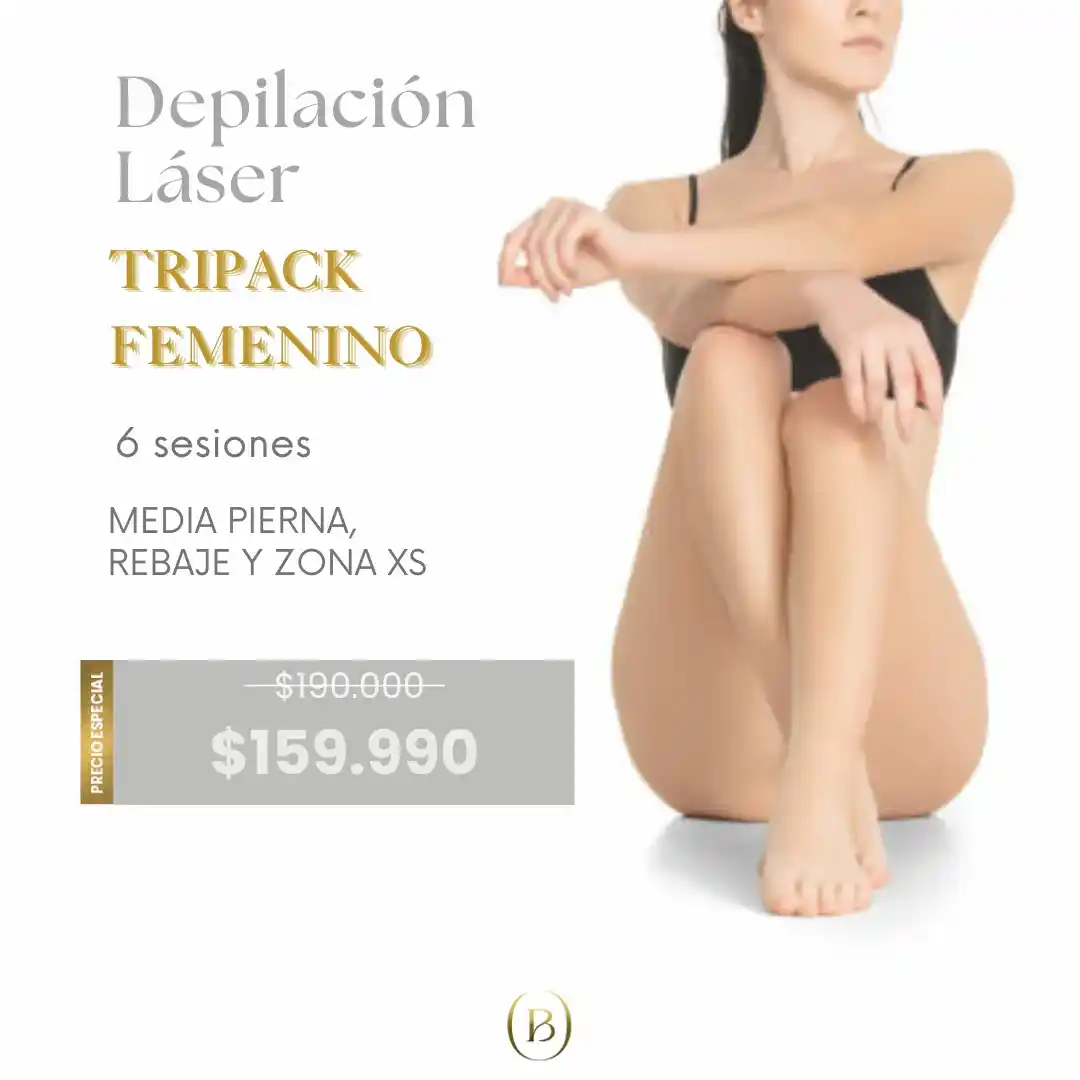 Depilación
Láser
TRIPACK
FEMENINO
6 sesiones
MEDIA PIERNA,
REBAJE Y ZONA XS
PRECIO ESPECIAL
$190.000
$159.990
B